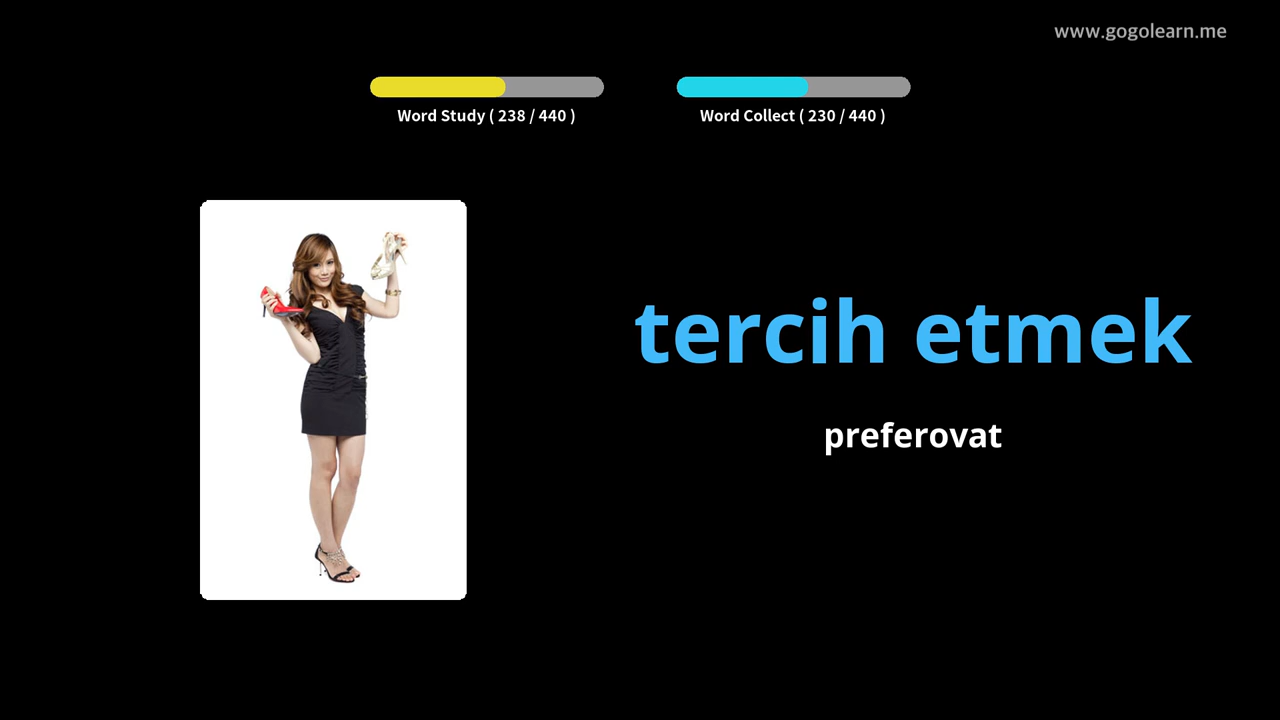 www.gogolearn.me
Word Study ( 238 / 440 )
Word Collect ( 230 / 440 )
tercih etmek
preferovat